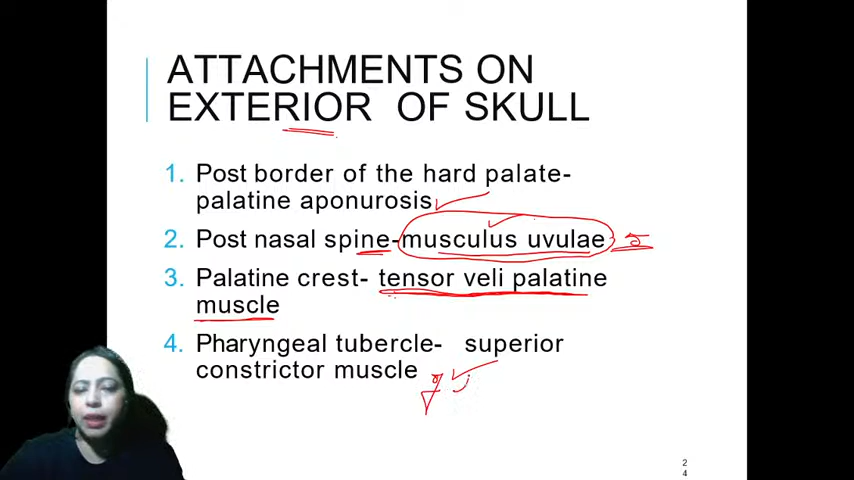 ATTACHMENTS ON
EXTERIOR OF SKULL
1. Post border of the hard palate-
palatine aponurosis
2. Post nasal spine-musculus uvulae
3. Palatine crest- tensor veli palatine
muscle
4. Pharyngeal tubercle- superior
constrictor muscle
2
4